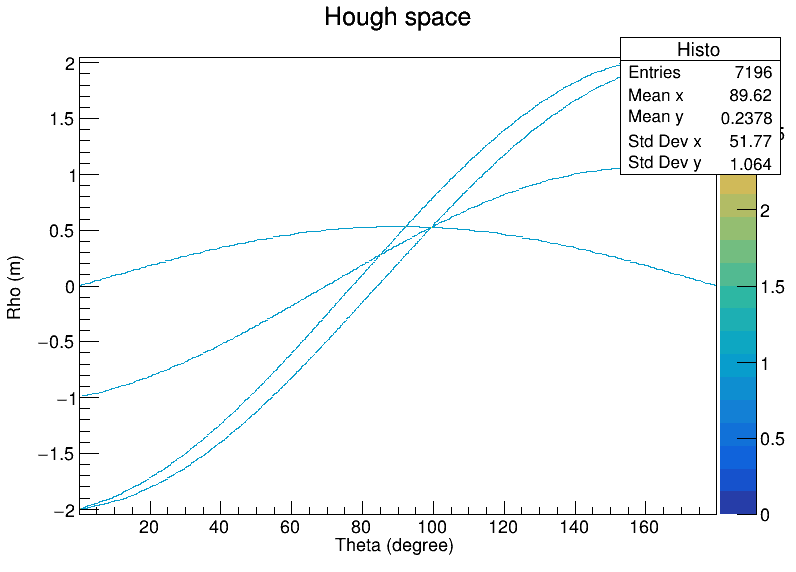 Hough space
Histo
Entries 7196
Mean x 89.62
Mean y 0.2378
Std Dev x 51.77
Std Dev y 1.064
2
1.5
1
0.5
0
−0.5
−1
−1.5
−2
Rho (m)
20 40 60 80 100 120 140 160
Theta (degree)
5
2
1.5
1
0.5
0